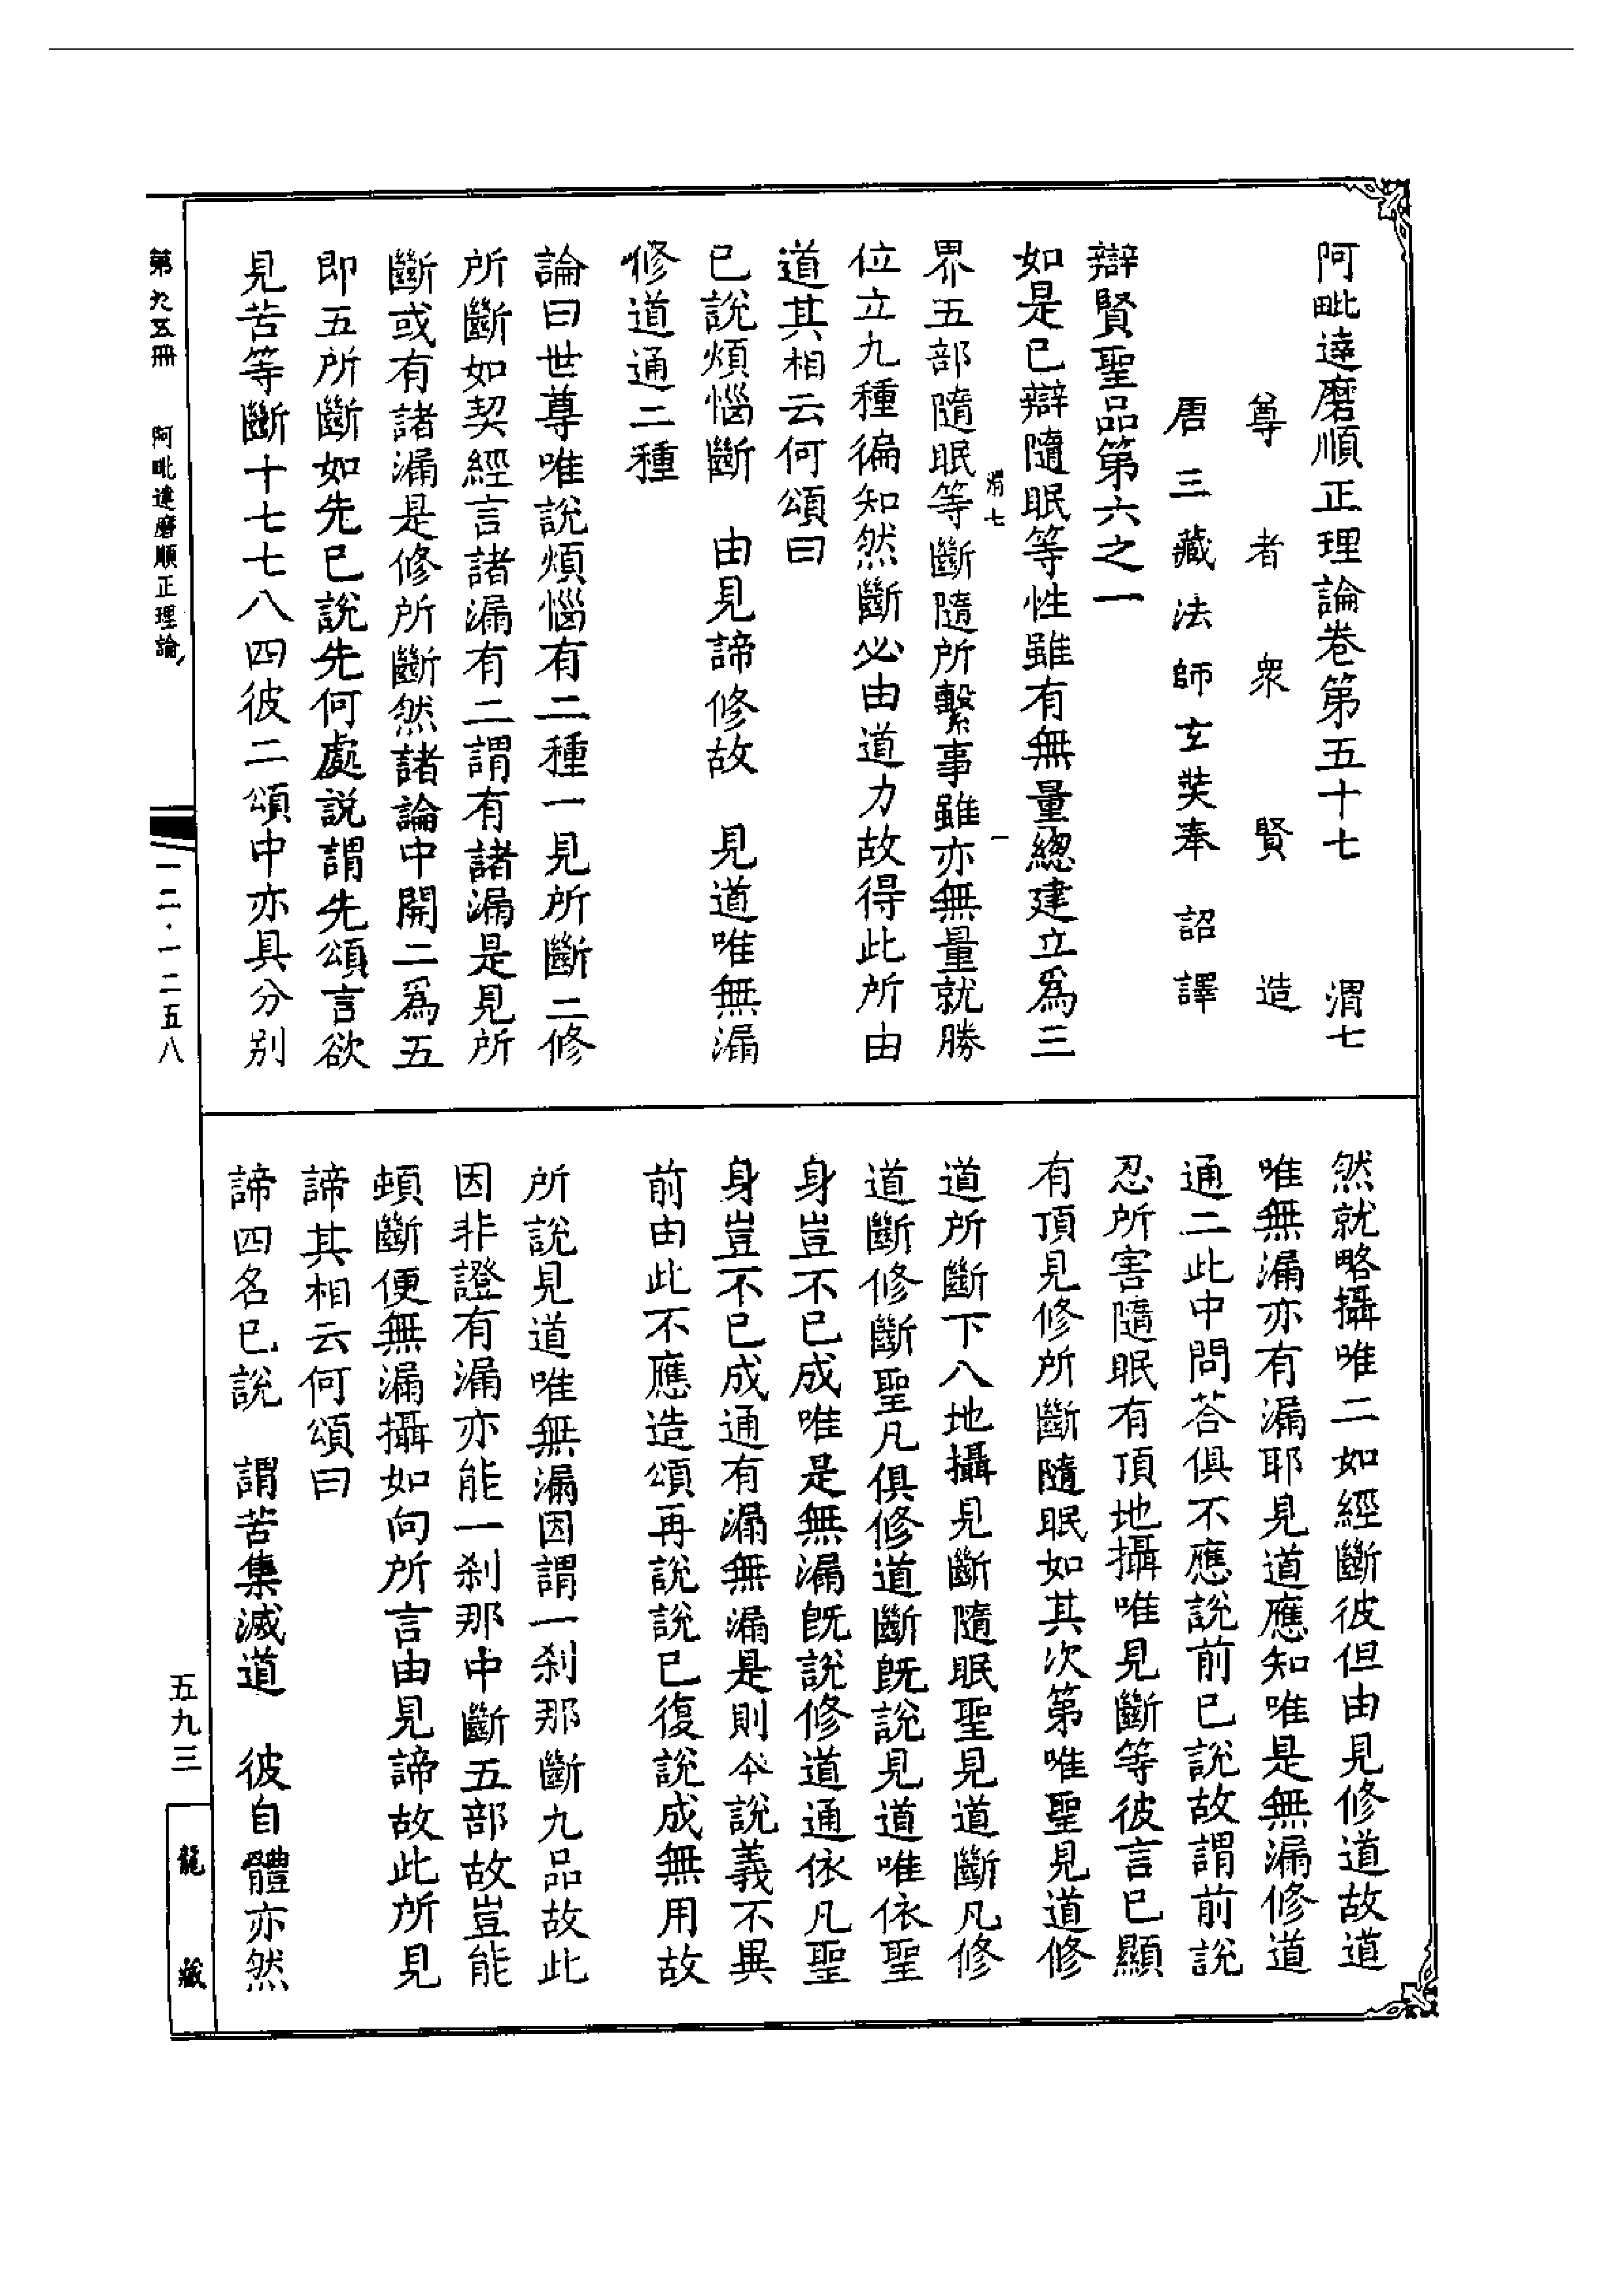 阿毗達磨順正理論卷第五十七 渭七
尊者眾賢造
唐三藏法師玄奘奉詔譯
辯賢聖品第六之一
如是已辯隨眠等性雖有無量總建立爲三
渭七 一
界五部隨眠等斷隨所繫事雖亦無量就勝
位立九種徧知然斷必由道力故得此所由
道其相云何頌曰
已說煩惱斷 由見諦修故 見道唯無漏
修道通二種
論曰世尊唯說煩惱有二種一見所斷二修
所斷如契經言諸漏有二謂有諸漏是見所
斷或有諸漏是修所斷然諸論中開二爲五
即五所斷如先已說先何處說謂先頌言欲
見苦等斷十七七八四彼二頌中亦具分別
然就略攝唯二如經斷彼但由見修道故道
唯無漏亦有漏耶見道應知唯是無漏修道
通二此中問荅俱不應說前已說故謂前說
忍所害隨眠有頂地攝唯見斷等彼言已顯
有頂見修所斷隨眠如其次第唯聖見道修
道所斷下八地攝見斷隨眠聖見道斷凡修
道斷修斷聖凡俱修道斷既說見道唯依聖
身豈不已成唯是無漏既說修道通依凡聖
身豈不已成通有漏無漏是則仒說義不異
前由此不應造頌再說說已復說成無用故
所說見道唯無漏因謂一剎那斷九品故此
因非證有漏亦能一剎那中斷五部故豈能
頓斷便無漏攝如向所言由見諦故此所見
諦其相云何頌曰
諦四名已說 謂苦集滅道 彼自體亦然
第九五冊 阿毗達磨順正理論
一二·一二五八
五九三
龍藏